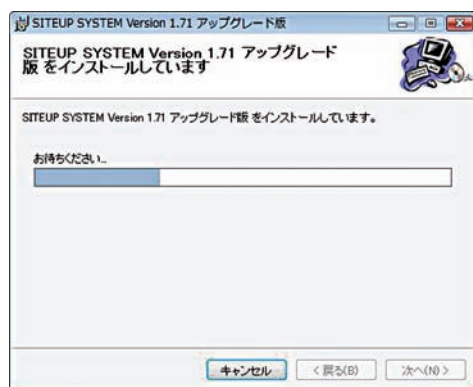 SITEUP SYSTEM Version 1.71 アップグレード版
SITEUP SYSTEM Version 1.71 アップグレード
版 をインストールしています
SITEUP SYSTEM Version 1.71 アップグレード版 をインストールしています。
お待ちください...
キャンセル
< 戻る(B)
次へ(N) >